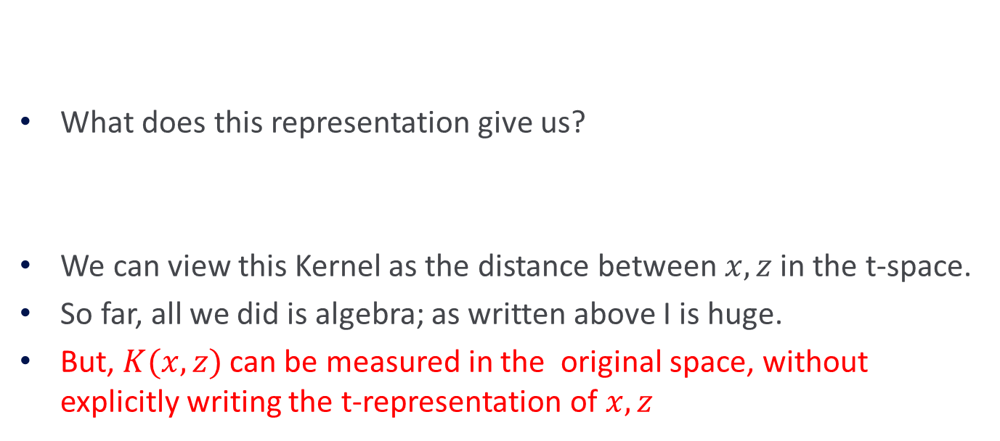 • What does this representation give us?
• We can view this Kernel as the distance between x, z in the t-space.
• So far, all we did is algebra; as written above I is huge.
• But, K(x, z) can be measured in the  original space, without
explicitly writing the t-representation of x, z